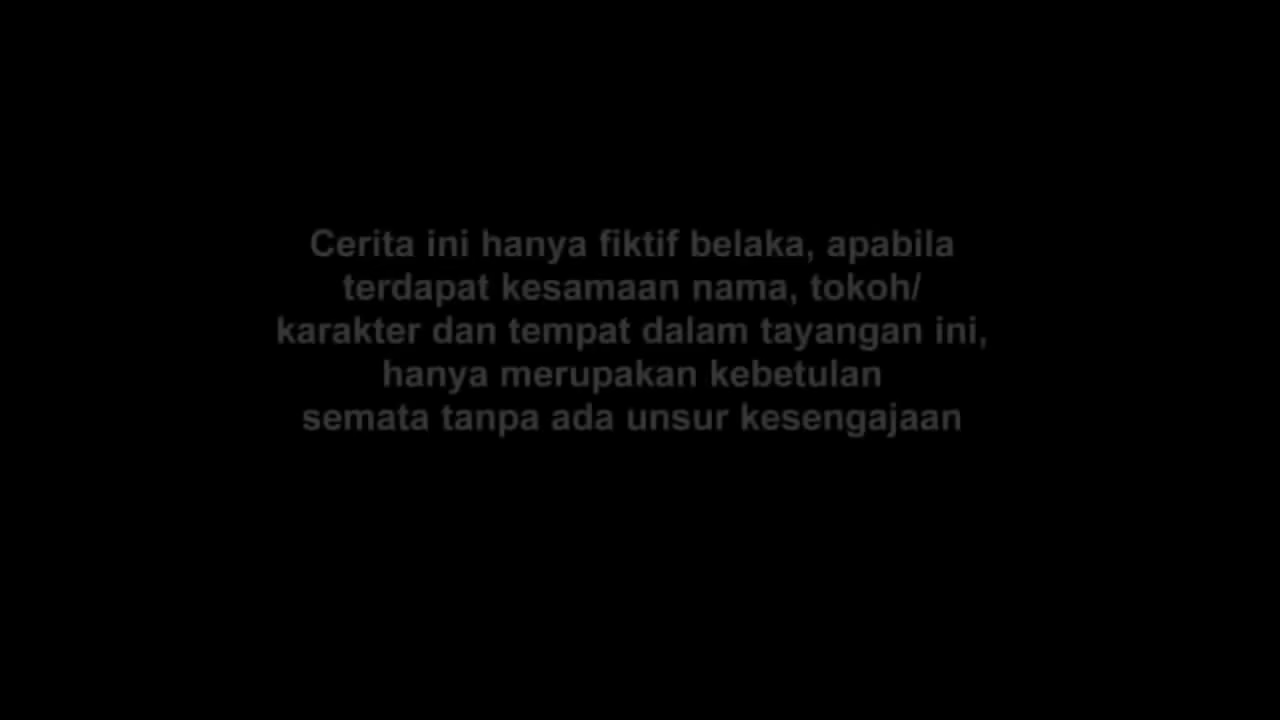 Cerita ini hanya fiktif belaka, apabila
terdapat kesamaan nama, tokoh/
karakter dan tempat dalam tayangan ini,
hanya merupakan kebetulan
semata tanpa ada unsur kesengajaan